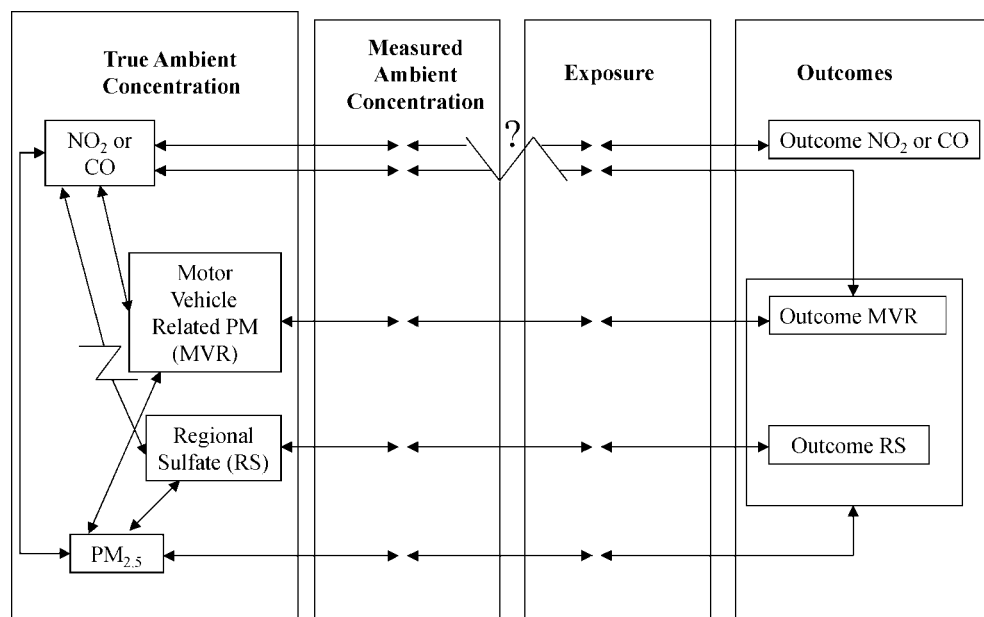 True Ambient
Concentration
Measured
Ambient
Concentration
Exposure
Outcomes
NO₂ or
CO
?
Outcome NO₂ or CO
Motor
Vehicle
Related PM
(MVR)
Outcome MVR
Regional
Sulfate (RS)
Outcome RS
PM₂.₅